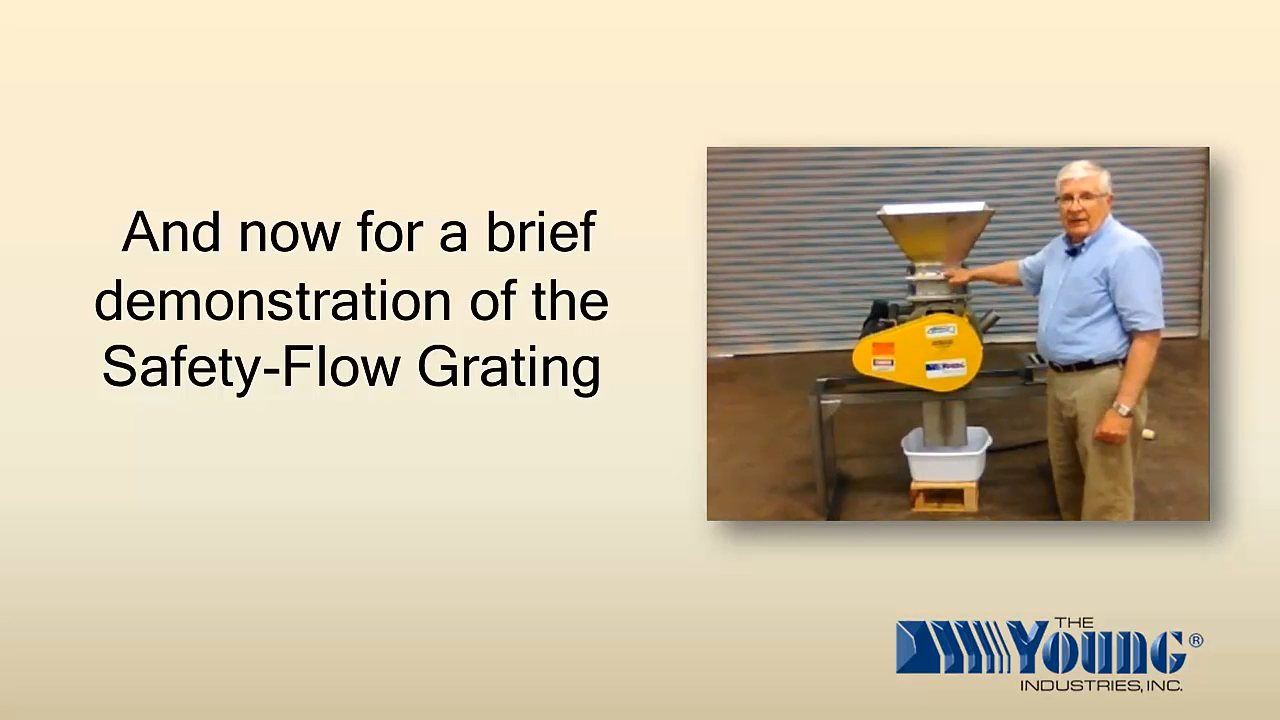 And now for a brief
demonstration of the
Safety-Flow Grating
THE
YOUNG®
INDUSTRIES, INC.